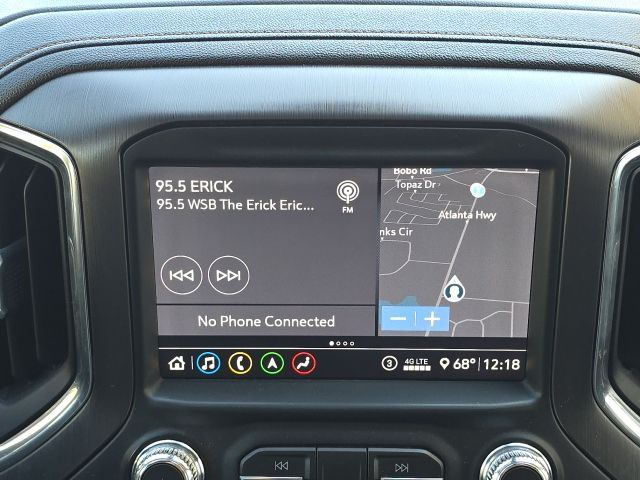 95.5 ERICK
95.5 WSB The Erick Eric...
FM
No Phone Connected
Bobo Rd
Topaz Dr
Atlanta Hwy
nks Cir
3
4G LTE
68° 12:18